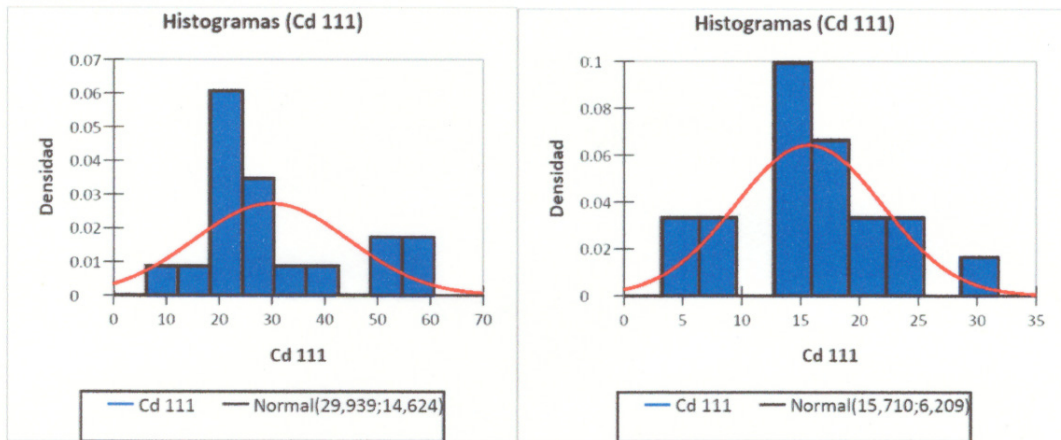 Histogramas (Cd 111)
0.07
0.06
0.05
0.04
0.03
0.02
0.01
0
0 10 20 30 40 50 60 70
Densidad
Cd 111
Cd 111 Normal(29,939;14,624)
Histogramas (Cd 111)
0.1
0.08
0.06
0.04
0.02
0
0 5 10 15 20 25 30 35
Densidad
Cd 111
Cd 111 Normal(15,710;6,209)